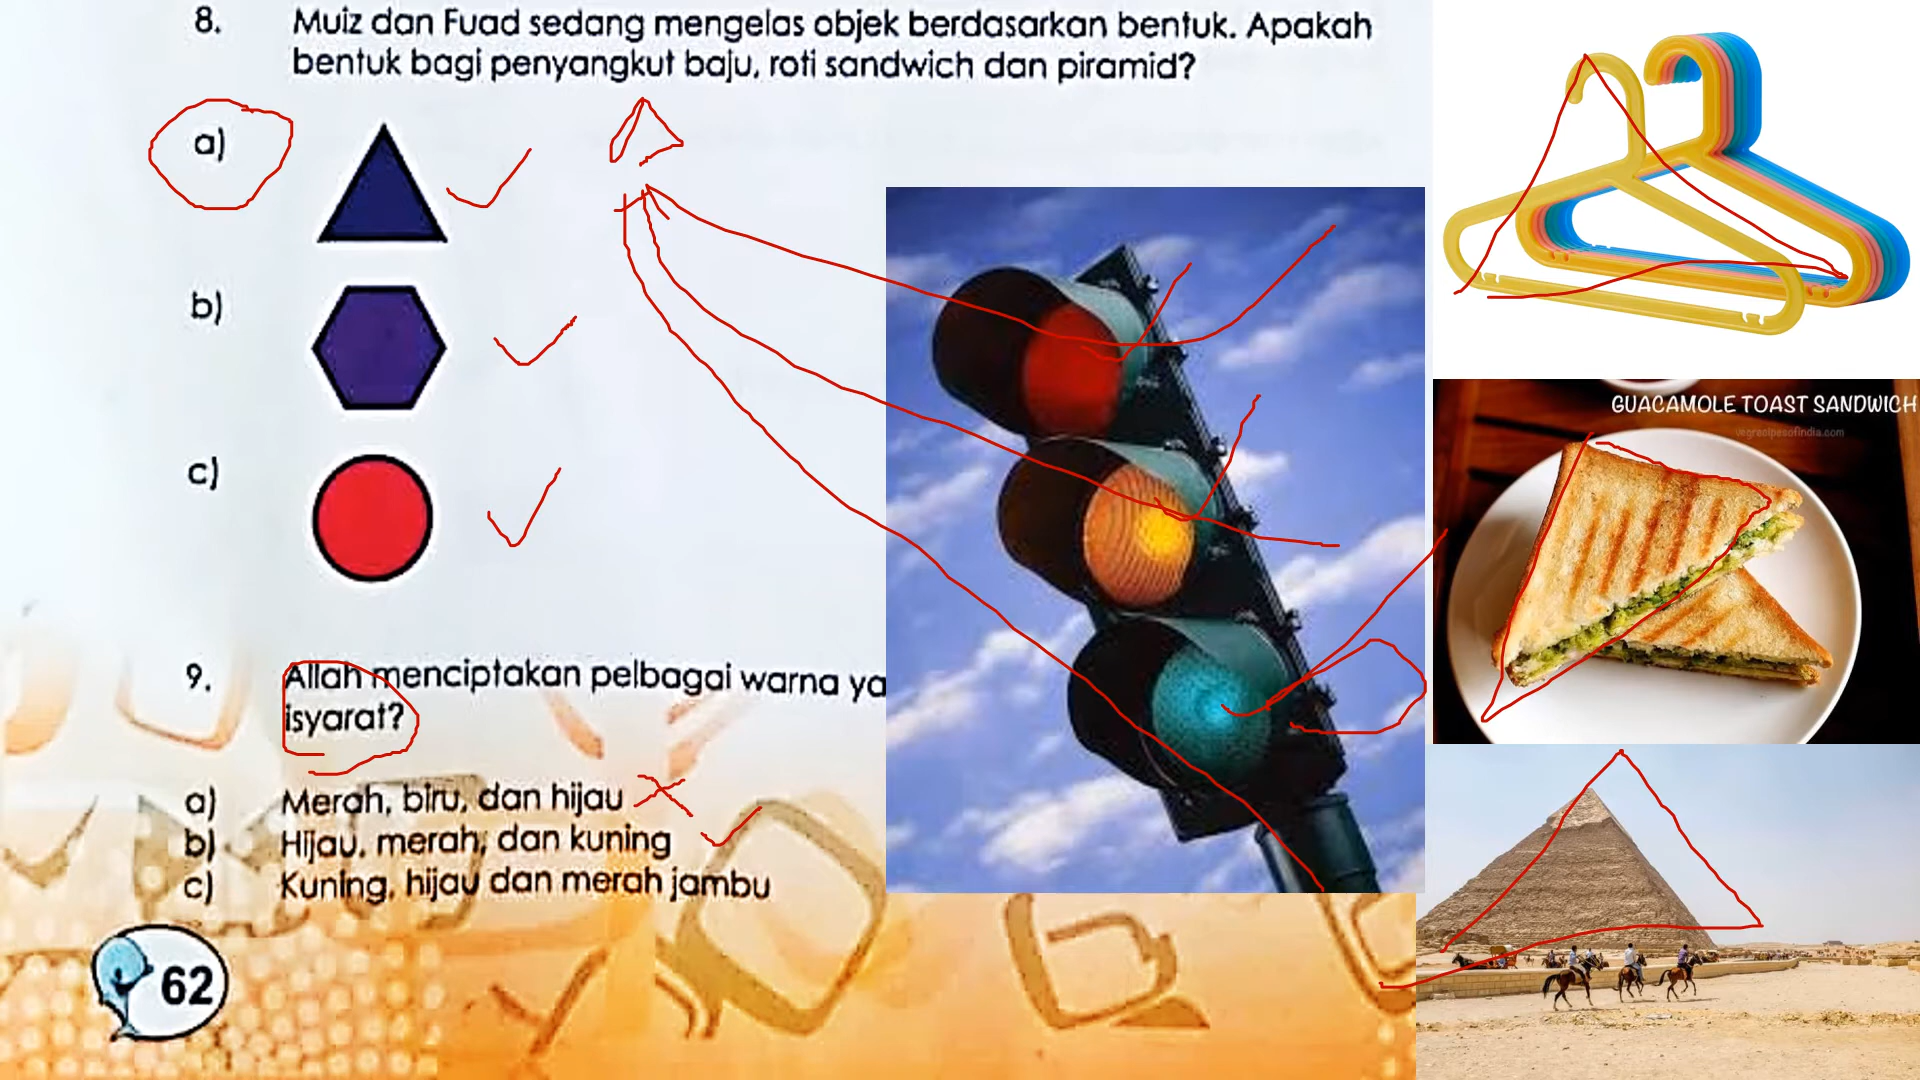 8. Muiz dan Fuad sedang mengelas objek berdasarkan bentuk. Apakah
bentuk bagi penyangkut baju, roti sandwich dan piramid?
a)
b)
c)
9. Allah menciptakan pelbagai warna ya
isyarat?
a) Merah, biru, dan hijau
b) Hijau, merah, dan kuning
c) Kuning, hijau dan merah jambu
62
GUACAMOLE TOAST SANDWICH
vegrecipesofindia.com